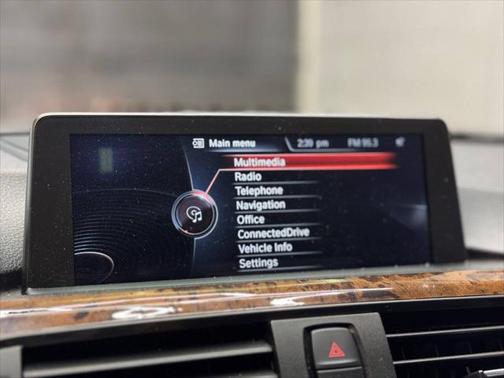 Main menu 2:39 pm FM 95.3
Multimedia
Radio
Telephone
Navigation
Office
ConnectedDrive
Vehicle Info
Settings